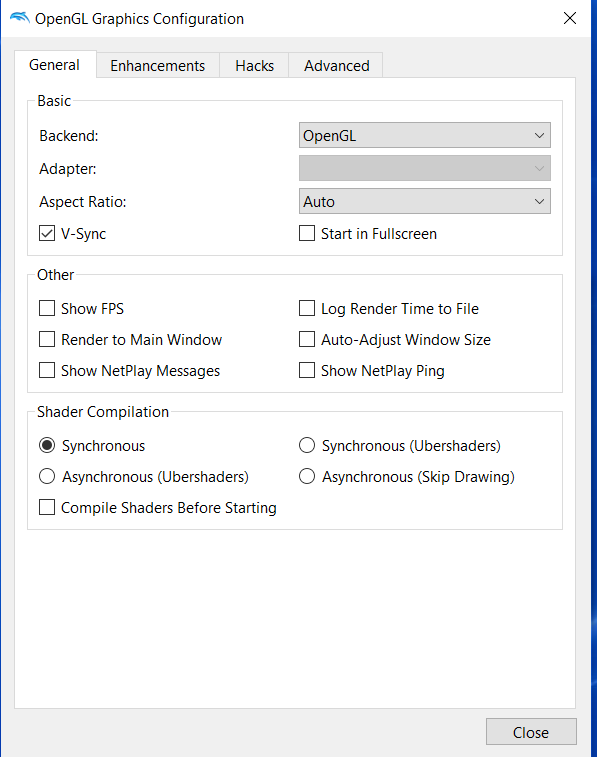 OpenGL Graphics Configuration
General Enhancements Hacks Advanced
Basic
Backend: OpenGL
Adapter:
Aspect Ratio: Auto
V-Sync Start in Fullscreen
Other
Show FPS Log Render Time to File
Render to Main Window Auto-Adjust Window Size
Show NetPlay Messages Show NetPlay Ping
Shader Compilation
Synchronous Synchronous (Ubershaders)
Asynchronous (Ubershaders) Asynchronous (Skip Drawing)
Compile Shaders Before Starting
Close